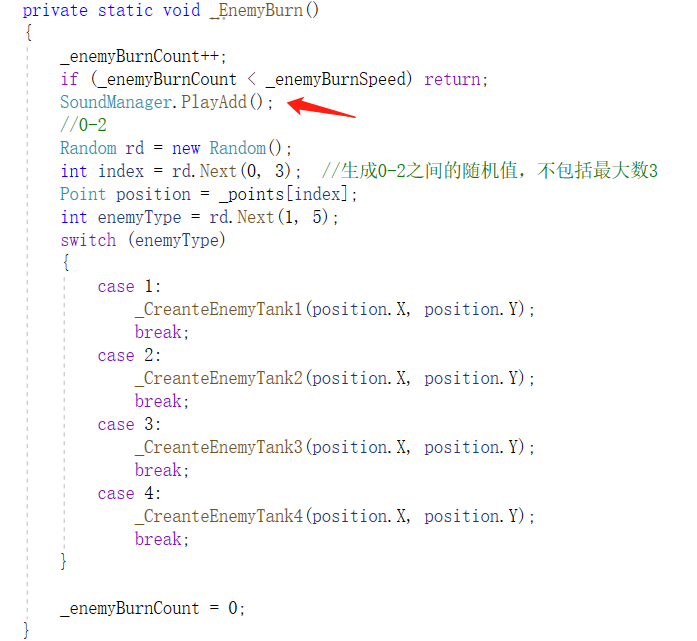 private static void _EnemyBurn()
{
_enemyBurnCount++;
if (_enemyBurnCount < _enemyBurnSpeed) return;
SoundManager.PlayAdd();
//0-2
Random rd = new Random();
int index = rd.Next(0, 3);  //生成0-2之间的随机值，不包括最大数3
Point position = _points[index];
int enemyType = rd.Next(1, 5);
switch (enemyType)
{
case 1:
_CreanteEnemyTank1(position.X, position.Y);
break;
case 2:
_CreanteEnemyTank2(position.X, position.Y);
break;
case 3:
_CreanteEnemyTank3(position.X, position.Y);
break;
case 4:
_CreanteEnemyTank4(position.X, position.Y);
break;
}
_enemyBurnCount = 0;
}